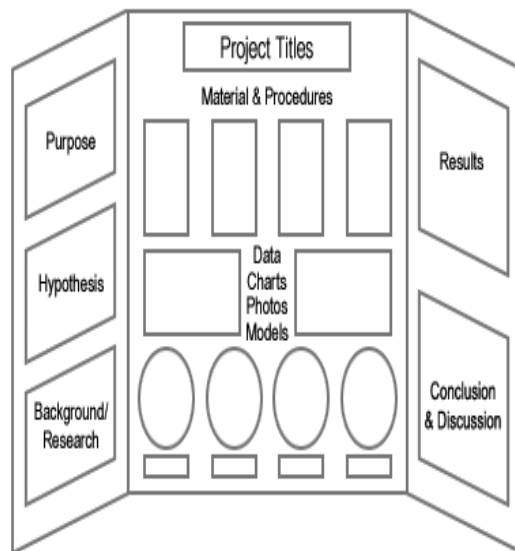 Project Titles
Material & Procedures
Purpose
Hypothesis
Background/
Research
Data
Charts
Photos
Models
Results
Conclusion
& Discussion